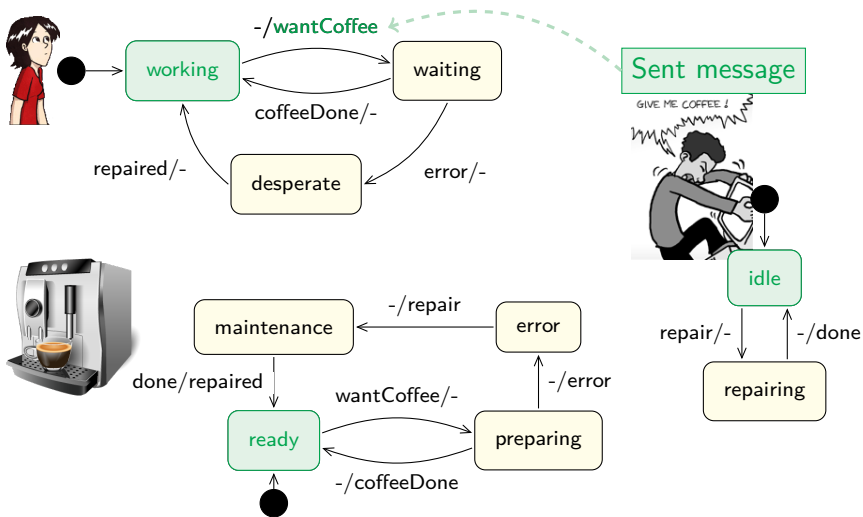 -/wantCoffee
Sent message
working
waiting
GIVE ME COFFEE!
coffeeDone/-
repaired/-
desperate
error/-
idle
-/repair
maintenance
error
repair/-
-/done
done/repaired
-/error
wantCoffee/-
repairing
ready
preparing
-/coffeeDone